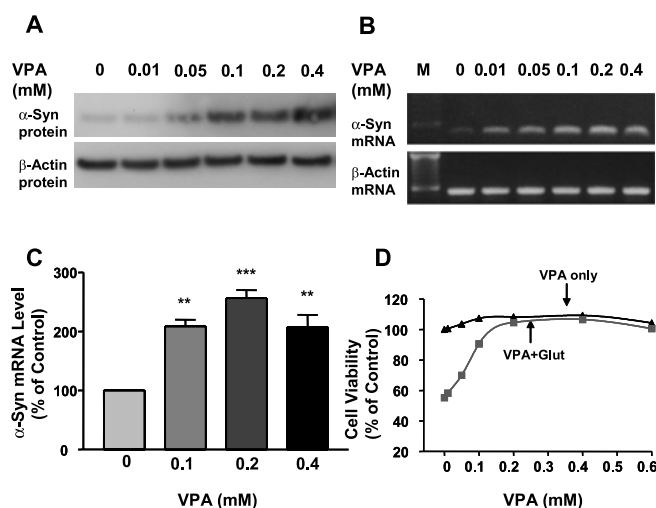 A
VPA (mM) 0 0.01 0.05 0.1 0.2 0.4
α-Syn protein
β-Actin protein
B
VPA (mM) M 0 0.01 0.05 0.1 0.2 0.4
α-Syn mRNA
β-Actin mRNA
C
α-Syn mRNA Level (% of Control)
300
200
100
0
** *** **
0 0.1 0.2 0.4
VPA (mM)
D
Cell Viability (% of Control)
120
100
80
60
40
20
VPA only
VPA+Glut
0 0.1 0.2 0.3 0.4 0.5 0.6
VPA (mM)